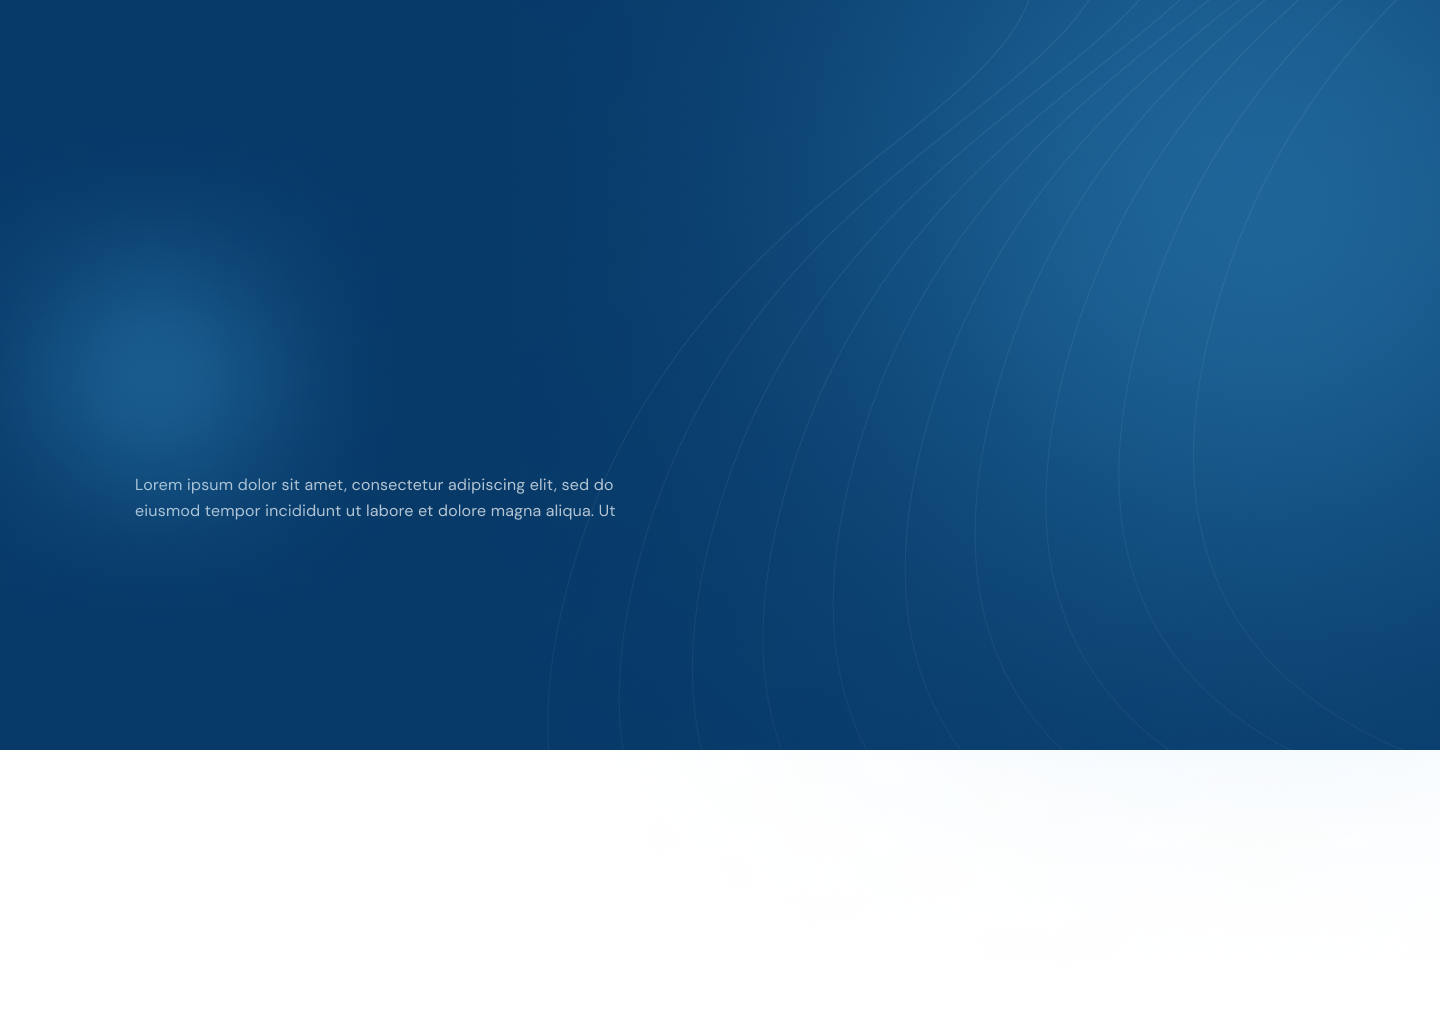 Lorem ipsum dolor sit amet, consectetur adipiscing elit, sed do
eiusmod tempor incididunt ut labore et dolore magna aliqua. Ut